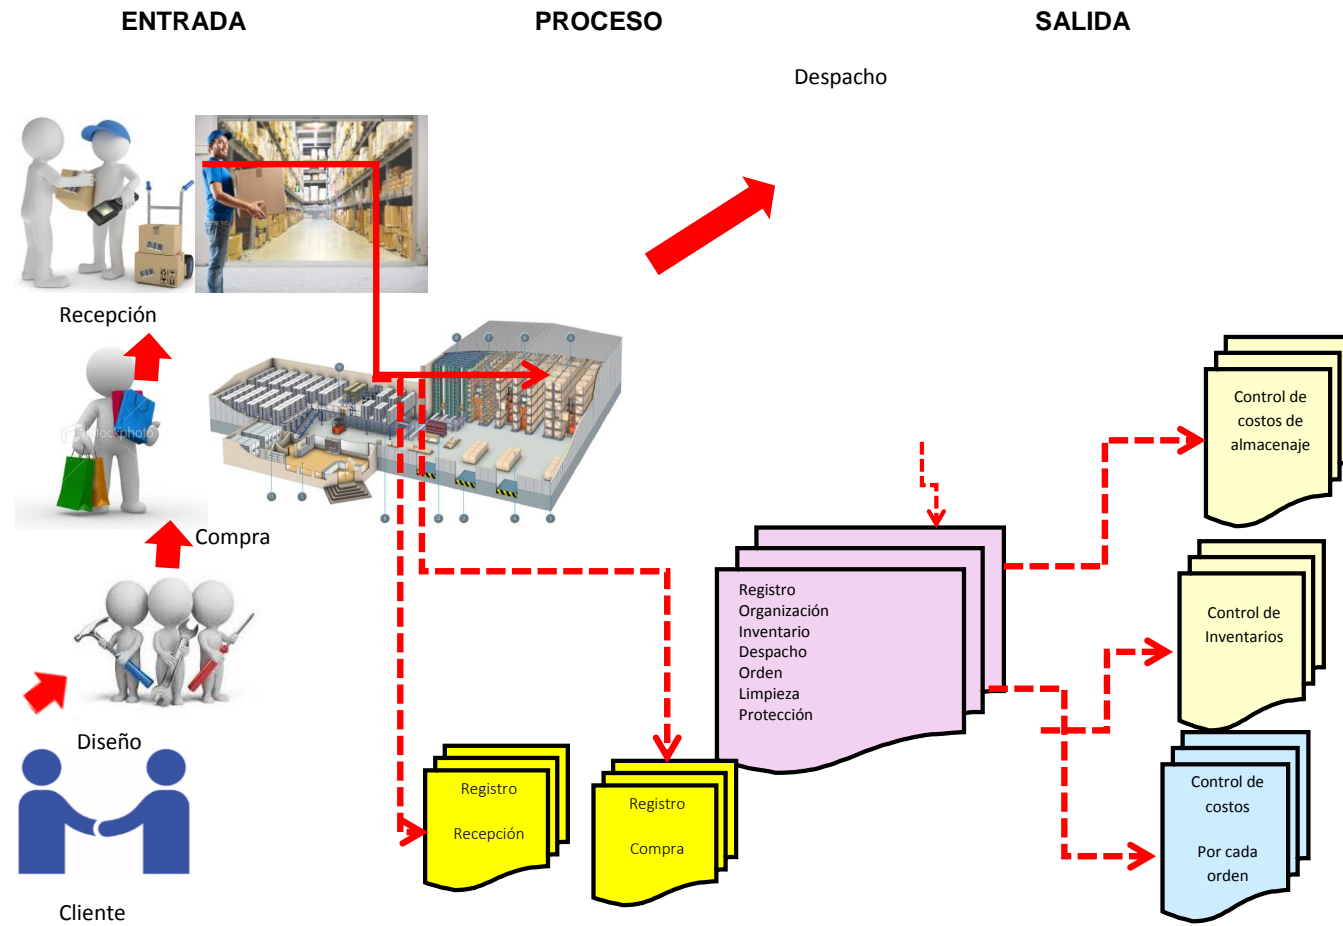 ENTRADA
PROCESO
SALIDA
Despacho
Recepción
Compra
Diseño
Cliente
Registro
Recepción
Registro
Compra
Registro
Organización
Inventario
Despacho
Orden
Limpieza
Protección
Control de
costos de
almacenaje
Control de
Inventarios
Control de
costos
Por cada
orden